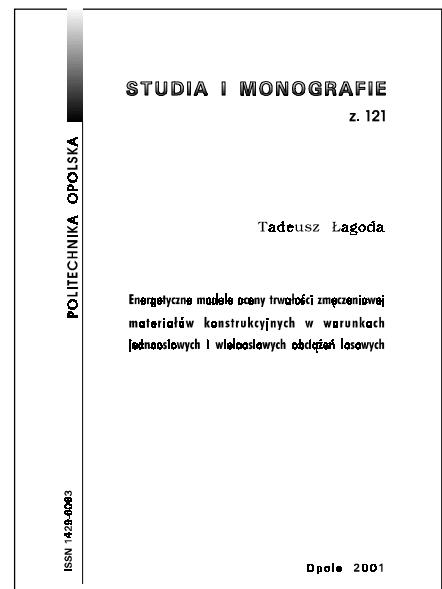 STUDIA I MONOGRAFIE
z. 121
POLITECHNIKA OPOLSKA
Tadeusz Łagoda
Energetyczne modele oceny trwałości zmęczeniowej
materiałów konstrukcyjnych w warunkach
jednoosiowych i wieloosiowych obciążeń losowych
ISSN 1429-6063
Opole 2001